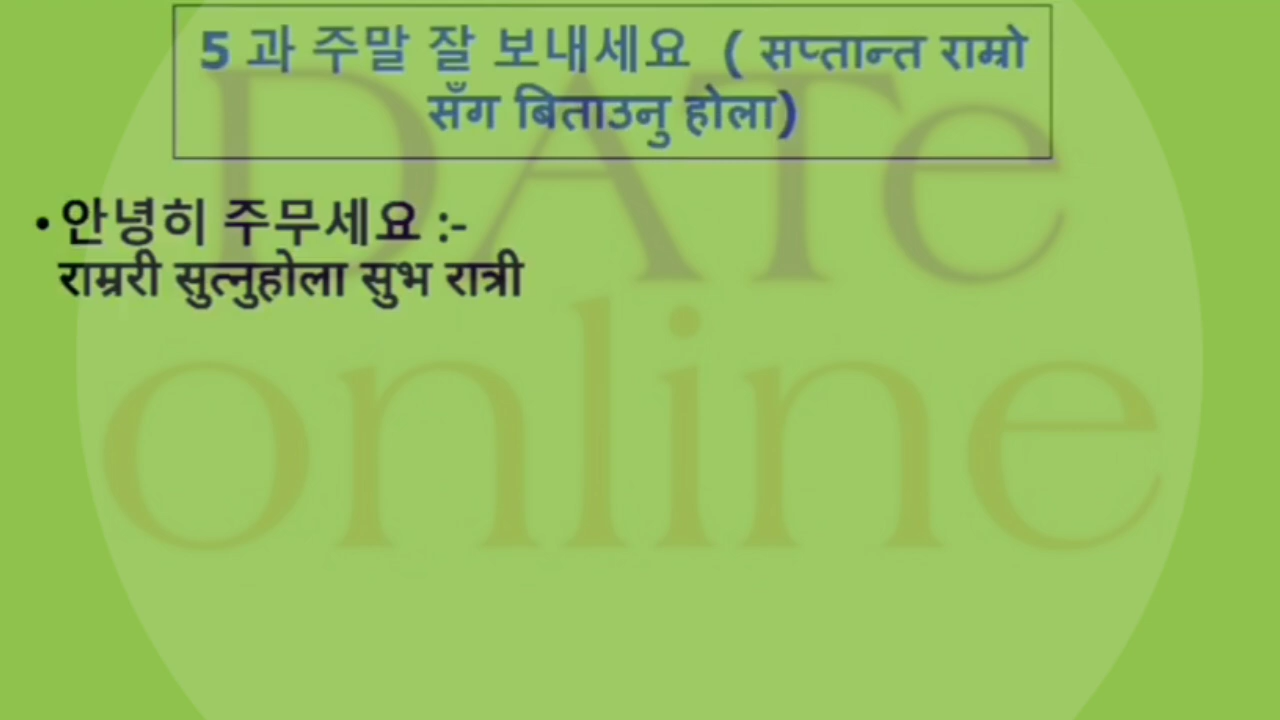 5 과 주말 잘 보내세요 ( सप्तान्त राम्रो
सँग बिताउनु होला)
• 안녕히 주무세요 :-
राम्ररी सुत्नुहोला सुभ रात्री
DATe
online